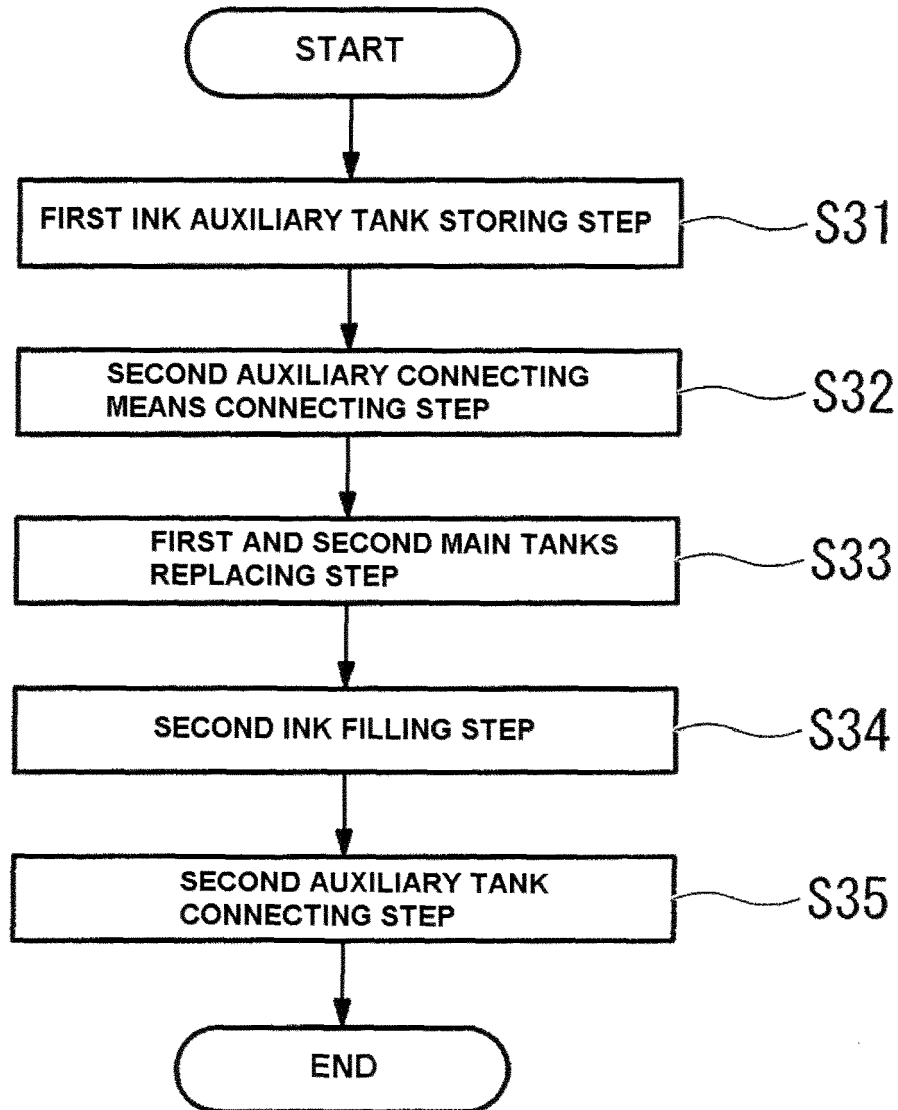 START
FIRST INK AUXILIARY TANK STORING STEP
S31
SECOND AUXILIARY CONNECTING
MEANS CONNECTING STEP
S32
FIRST AND SECOND MAIN TANKS
REPLACING STEP
S33
SECOND INK FILLING STEP
S34
SECOND AUXILIARY TANK
CONNECTING STEP
S35
END